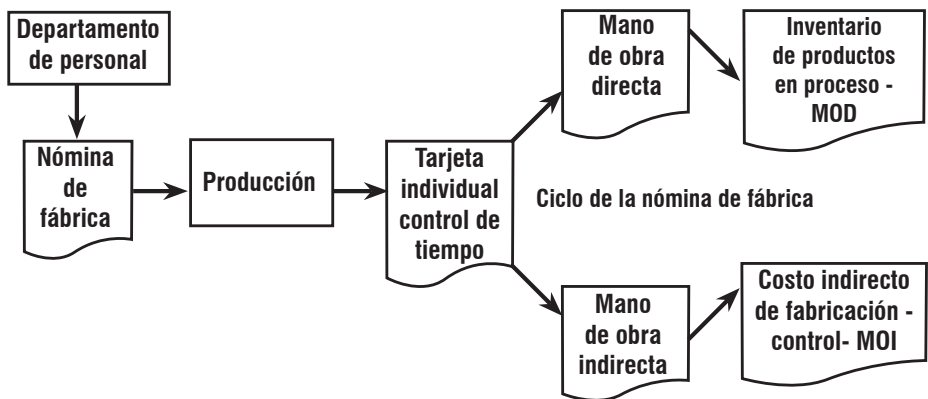 Departamento
de personal
Nómina
de
fábrica
Producción
Tarjeta
individual
control de
tiempo
Mano
de obra
directa
Inventario
de productos
en proceso -
MOD
Ciclo de la nómina de fábrica
Mano
de obra
indirecta
Costo indirecto
de fabricación -
control- MOI